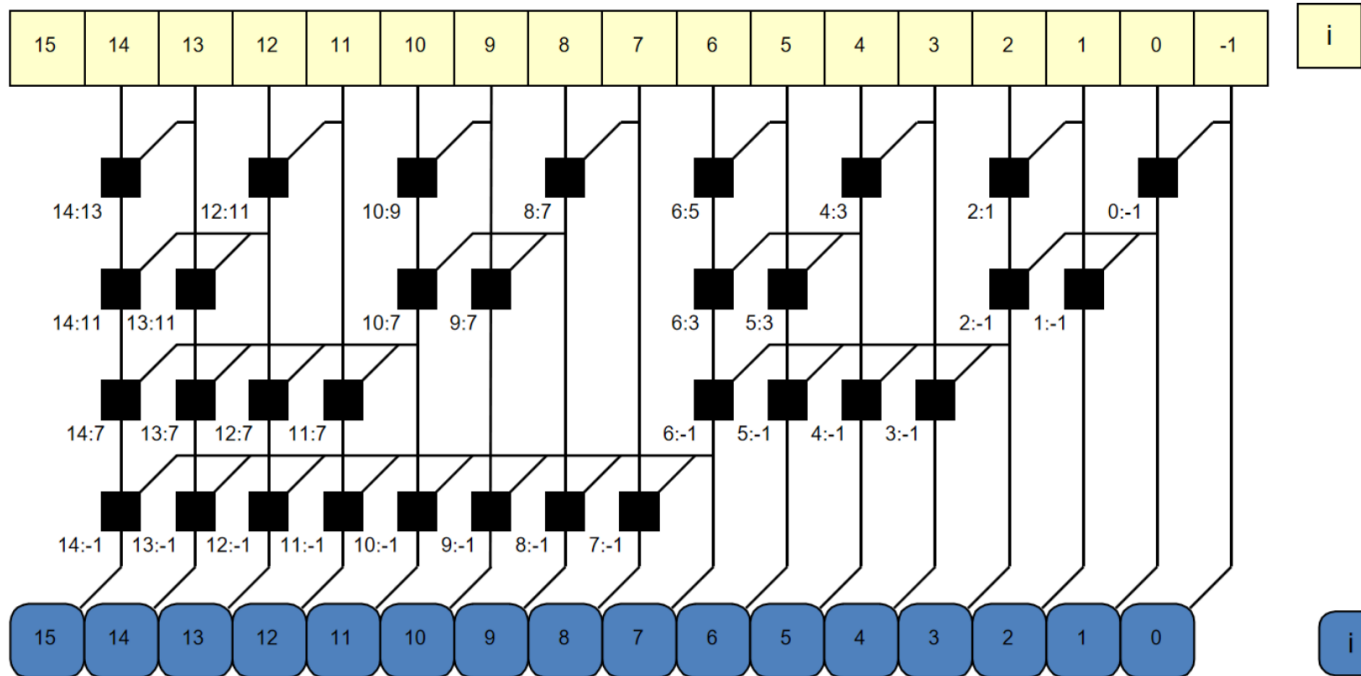 15 14 13 12 11 10 9 8 7 6 5 4 3 2 1 0 -1 i
14:13 12:11 10:9 8:7 6:5 4:3 2:1 0:-1
14:11 13:11 10:7 9:7 6:3 5:3 2:-1 1:-1
14:7 13:7 12:7 11:7 6:-1 5:-1 4:-1 3:-1
14:-1 13:-1 12:-1 11:-1 10:-1 9:-1 8:-1 7:-1
15 14 13 12 11 10 9 8 7 6 5 4 3 2 1 0 i